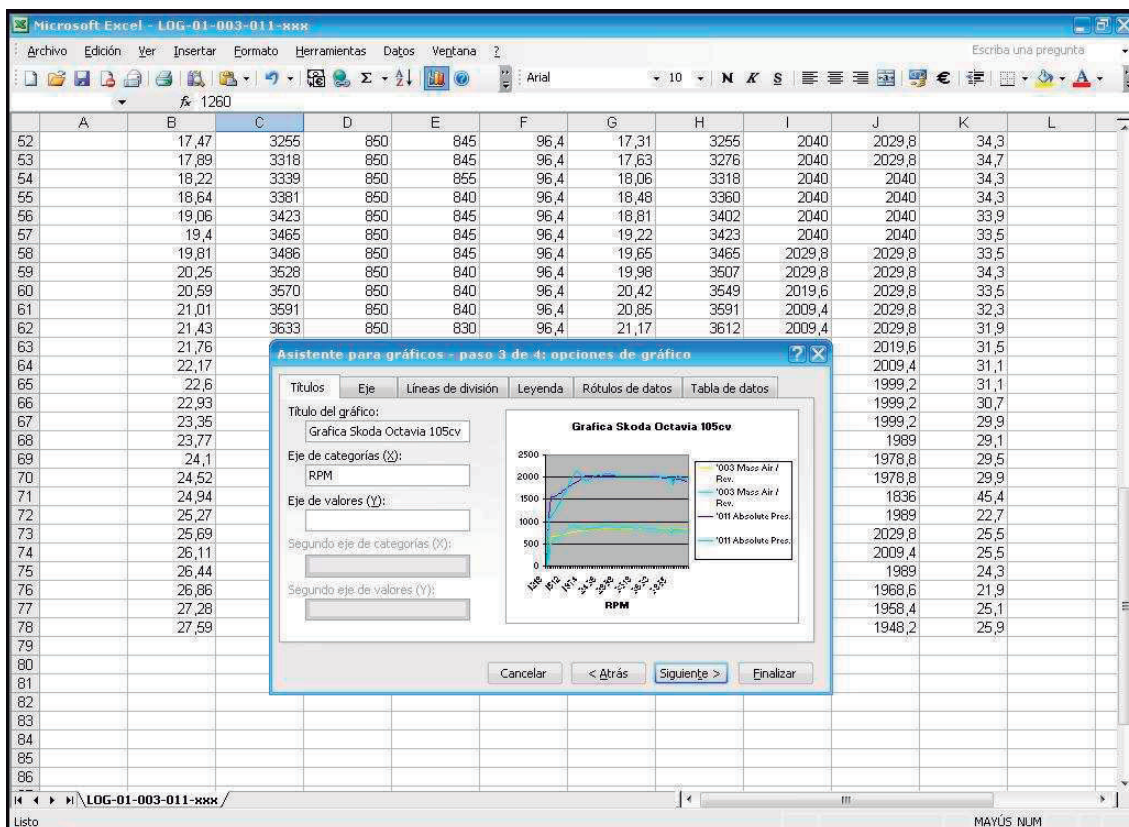 Microsoft Excel - LOG-01-003-011-xxx
Archivo Edición Ver Insertar Formato Herramientas Datos Ventana ? Escriba una pregunta
Arial 10 N K S €
fx 1260
A B C D E F G H I J K L
52 17,47 3255 850 845 96,4 17,31 3255 2040 2029,8 34,3
53 17,89 3318 850 845 96,4 17,63 3276 2040 2029,8 34,7
54 18,22 3339 850 855 96,4 18,06 3318 2040 2040 34,3
55 18,64 3381 850 840 96,4 18,48 3360 2040 2040 34,3
56 19,06 3423 850 845 96,4 18,81 3402 2040 2040 33,9
57 19,4 3465 850 845 96,4 19,22 3423 2040 2040 33,5
58 19,81 3486 850 845 96,4 19,65 3465 2029,8 2029,8 33,5
59 20,25 3528 850 840 96,4 19,98 3507 2029,8 2029,8 34,3
60 20,59 3570 850 840 96,4 20,42 3549 2019,6 2029,8 33,5
61 21,01 3591 850 840 96,4 20,85 3591 2009,4 2029,8 32,3
62 21,43 3633 850 830 96,4 21,17 3612 2009,4 2029,8 31,9
63 21,76 2019,6 31,5
64 22,17 2009,4 31,1
65 22,6 1999,2 31,1
66 22,93 1999,2 30,7
67 23,35 1999,2 29,9
68 23,77 1989 29,1
69 24,1 1978,8 29,5
70 24,52 1978,8 29,9
71 24,94 1836 45,4
72 25,27 1989 22,7
73 25,69 2029,8 25,5
74 26,11 2009,4 25,5
75 26,44 1989 24,3
76 26,86 1968,6 21,9
77 27,28 1958,4 25,1
78 27,59 1948,2 25,9
79
80
81
82
83
84
85
86
Asistente para gráficos - paso 3 de 4: opciones de gráfico
Títulos Eje Líneas de división Leyenda Rótulos de datos Tabla de datos
Título del gráfico:
Grafica Skoda Octavia 105cv
Eje de categorías (X):
RPM
Eje de valores (Y):
Segundo eje de categorías (X):
Segundo eje de valores (Y):
Grafica Skoda Octavia 105cv
2500
2000
1500
1000
500
0
RPM
'003 Mass Air /
Rev.
'003 Mass Air /
Rev.
'011 Absolute Pres.
'011 Absolute Pres.
Cancelar < Atrás Siguiente > Finalizar
LOG-01-003-011-xxx
Listo MAYÚS NUM